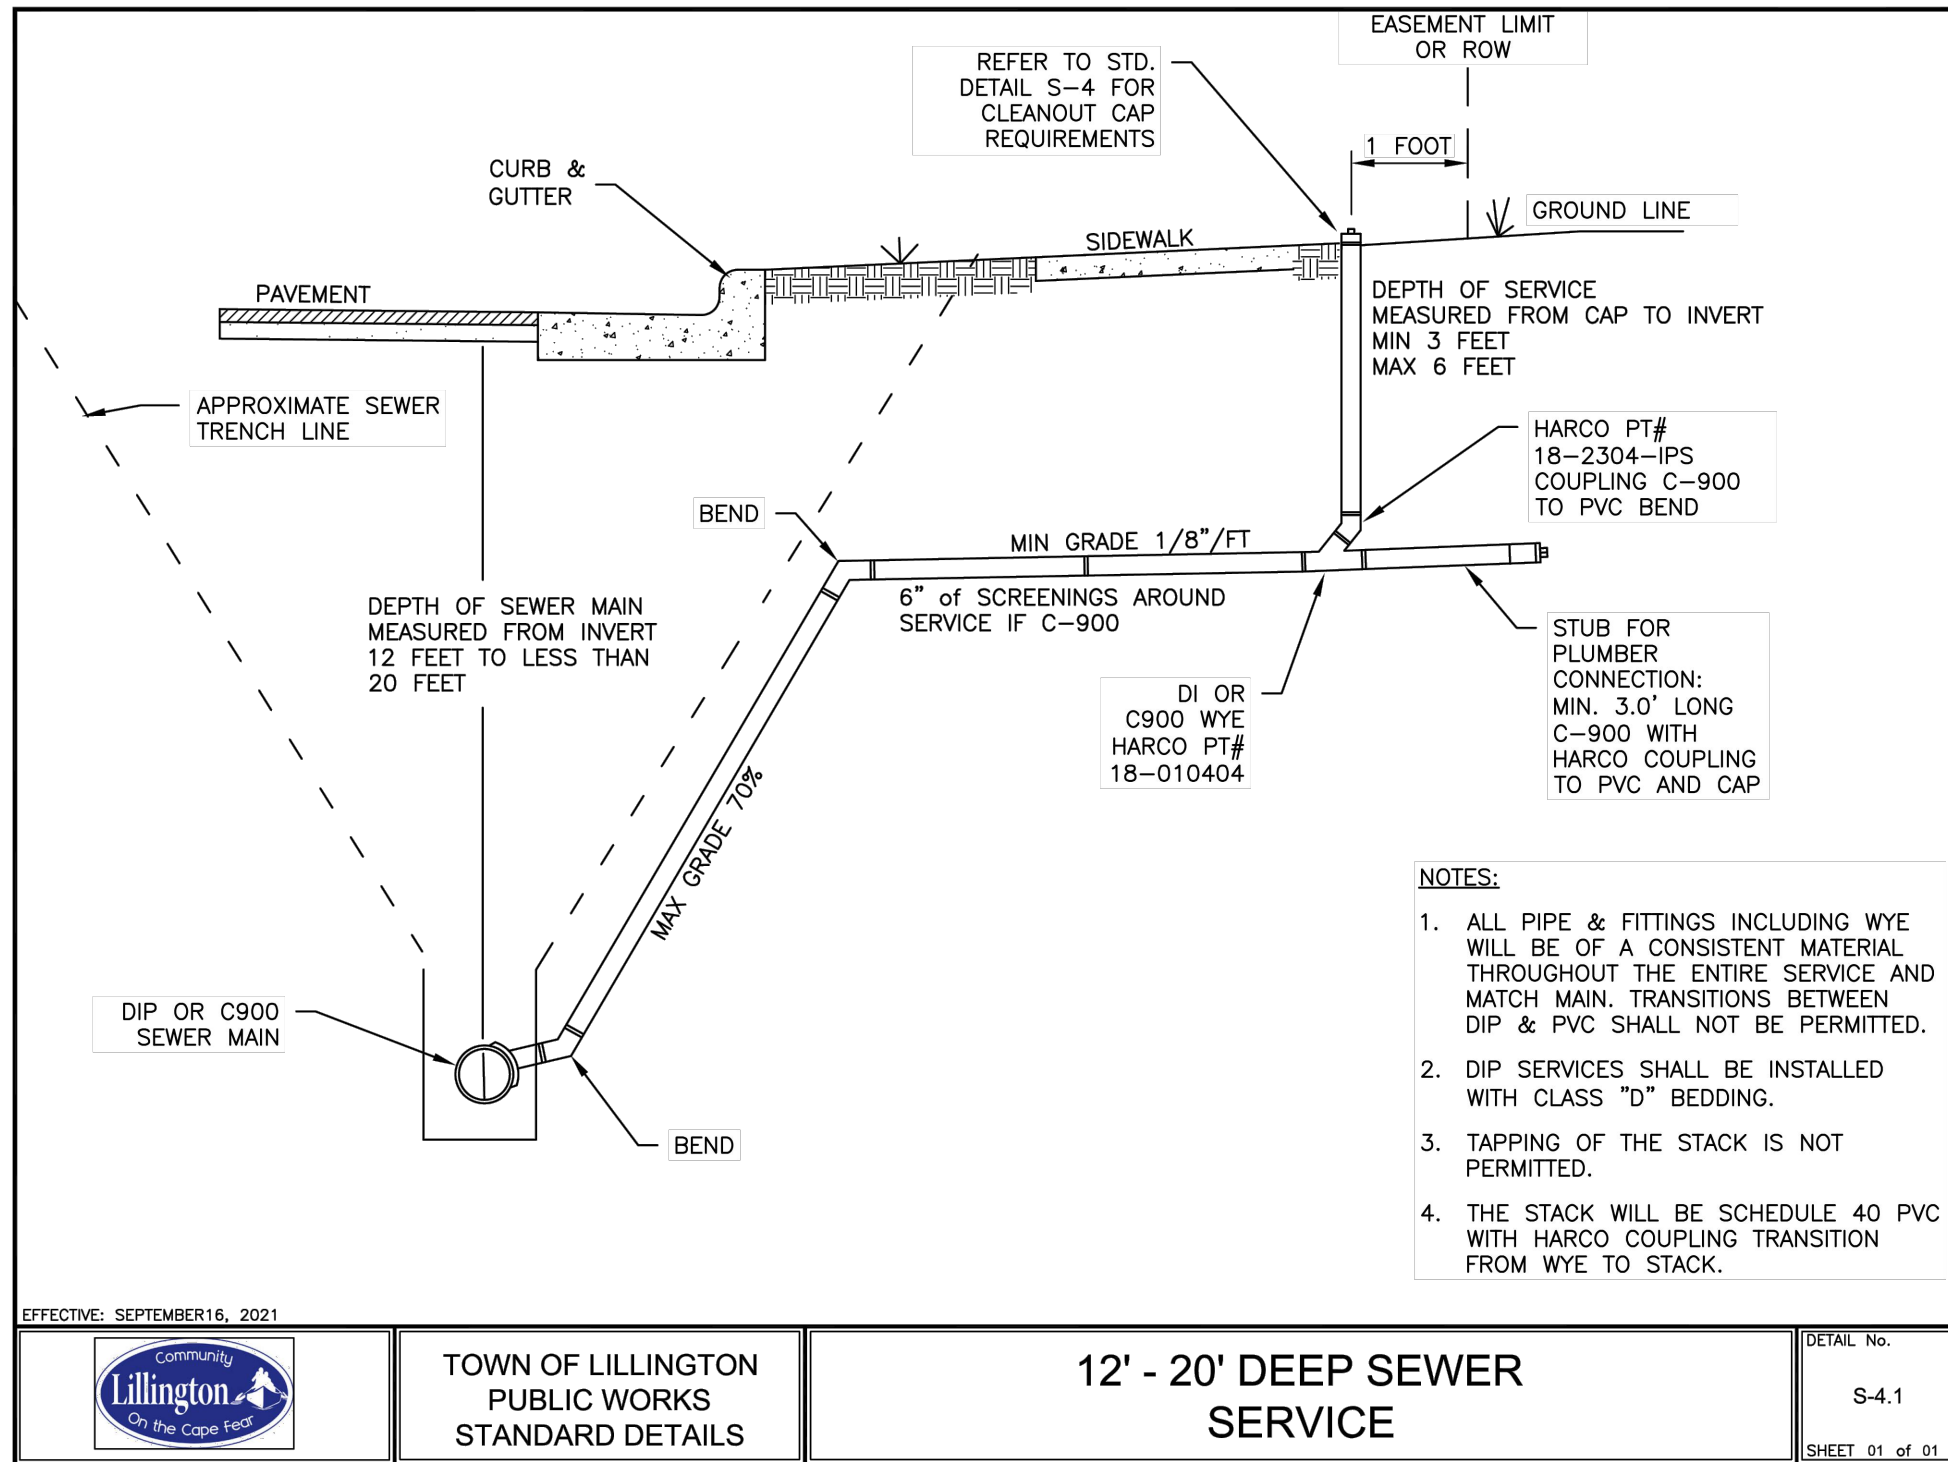 EASEMENT LIMIT
OR ROW
REFER TO STD.
DETAIL S-4 FOR
CLEANOUT CAP
REQUIREMENTS
1 FOOT
CURB &
GUTTER
GROUND LINE
SIDEWALK
PAVEMENT
DEPTH OF SERVICE
MEASURED FROM CAP TO INVERT
MIN 3 FEET
MAX 6 FEET
APPROXIMATE SEWER
TRENCH LINE
HARCO PT#
18-2304-IPS
COUPLING C-900
TO PVC BEND
BEND
MIN GRADE 1/8"/FT
6" of SCREENINGS AROUND
SERVICE IF C-900
DEPTH OF SEWER MAIN
MEASURED FROM INVERT
12 FEET TO LESS THAN
20 FEET
STUB FOR
PLUMBER
CONNECTION:
MIN. 3.0' LONG
C-900 WITH
HARCO COUPLING
TO PVC AND CAP
DI OR
C900 WYE
HARCO PT#
18-010404
MAX GRADE 70%
DIP OR C900
SEWER MAIN
BEND
NOTES:
1. ALL PIPE & FITTINGS INCLUDING WYE
WILL BE OF A CONSISTENT MATERIAL
THROUGHOUT THE ENTIRE SERVICE AND
MATCH MAIN. TRANSITIONS BETWEEN
DIP & PVC SHALL NOT BE PERMITTED.
2. DIP SERVICES SHALL BE INSTALLED
WITH CLASS "D" BEDDING.
3. TAPPING OF THE STACK IS NOT
PERMITTED.
4. THE STACK WILL BE SCHEDULE 40 PVC
WITH HARCO COUPLING TRANSITION
FROM WYE TO STACK.
EFFECTIVE: SEPTEMBER16, 2021
Community
Lillington
On the Cape Fear
TOWN OF LILLINGTON
PUBLIC WORKS
STANDARD DETAILS
12' - 20' DEEP SEWER
SERVICE
DETAIL No.
S-4.1
SHEET 01 of 01